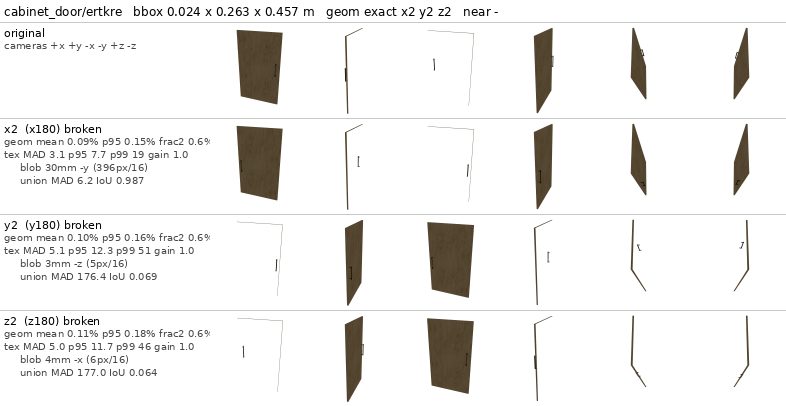 cabinet_door/ertkre bbox 0.024 x 0.263 x 0.457 m geom exact x2 y2 z2 near -
original
cameras +x +y -x -y +z -z
x2 (x180) broken
geom mean 0.09% p95 0.15% frac2 0.6%
tex MAD 3.1 p95 7.7 p99 19 gain 1.0
blob 30mm -y (396px/16)
union MAD 6.2 IoU 0.987
y2 (y180) broken
geom mean 0.10% p95 0.16% frac2 0.6%
tex MAD 5.1 p95 12.3 p99 51 gain 1.0
blob 3mm -z (5px/16)
union MAD 176.4 IoU 0.069
z2 (z180) broken
geom mean 0.11% p95 0.18% frac2 0.6%
tex MAD 5.0 p95 11.7 p99 46 gain 1.0
blob 4mm -x (6px/16)
union MAD 177.0 IoU 0.064